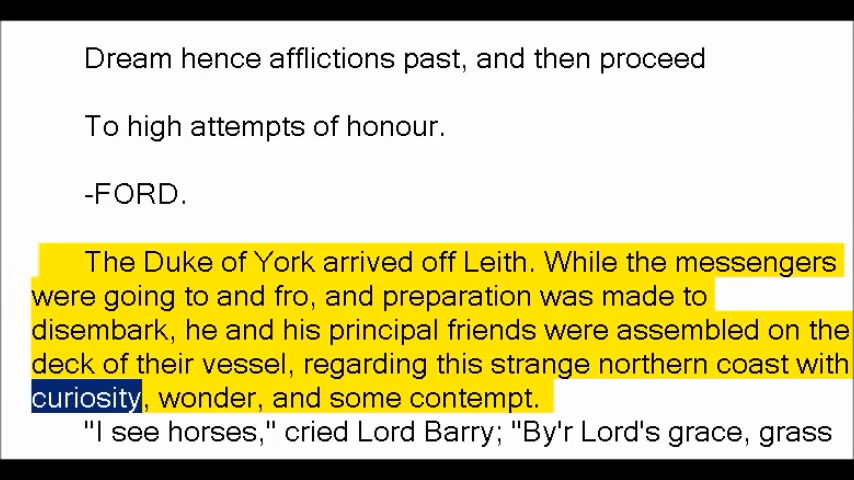 Dream hence afflictions past, and then proceed
To high attempts of honour.
-FORD.
The Duke of York arrived off Leith. While the messengers
were going to and fro, and preparation was made to
disembark, he and his principal friends were assembled on the
deck of their vessel, regarding this strange northern coast with
curiosity, wonder, and some contempt.
"I see horses," cried Lord Barry; "By'r Lord's grace, grass